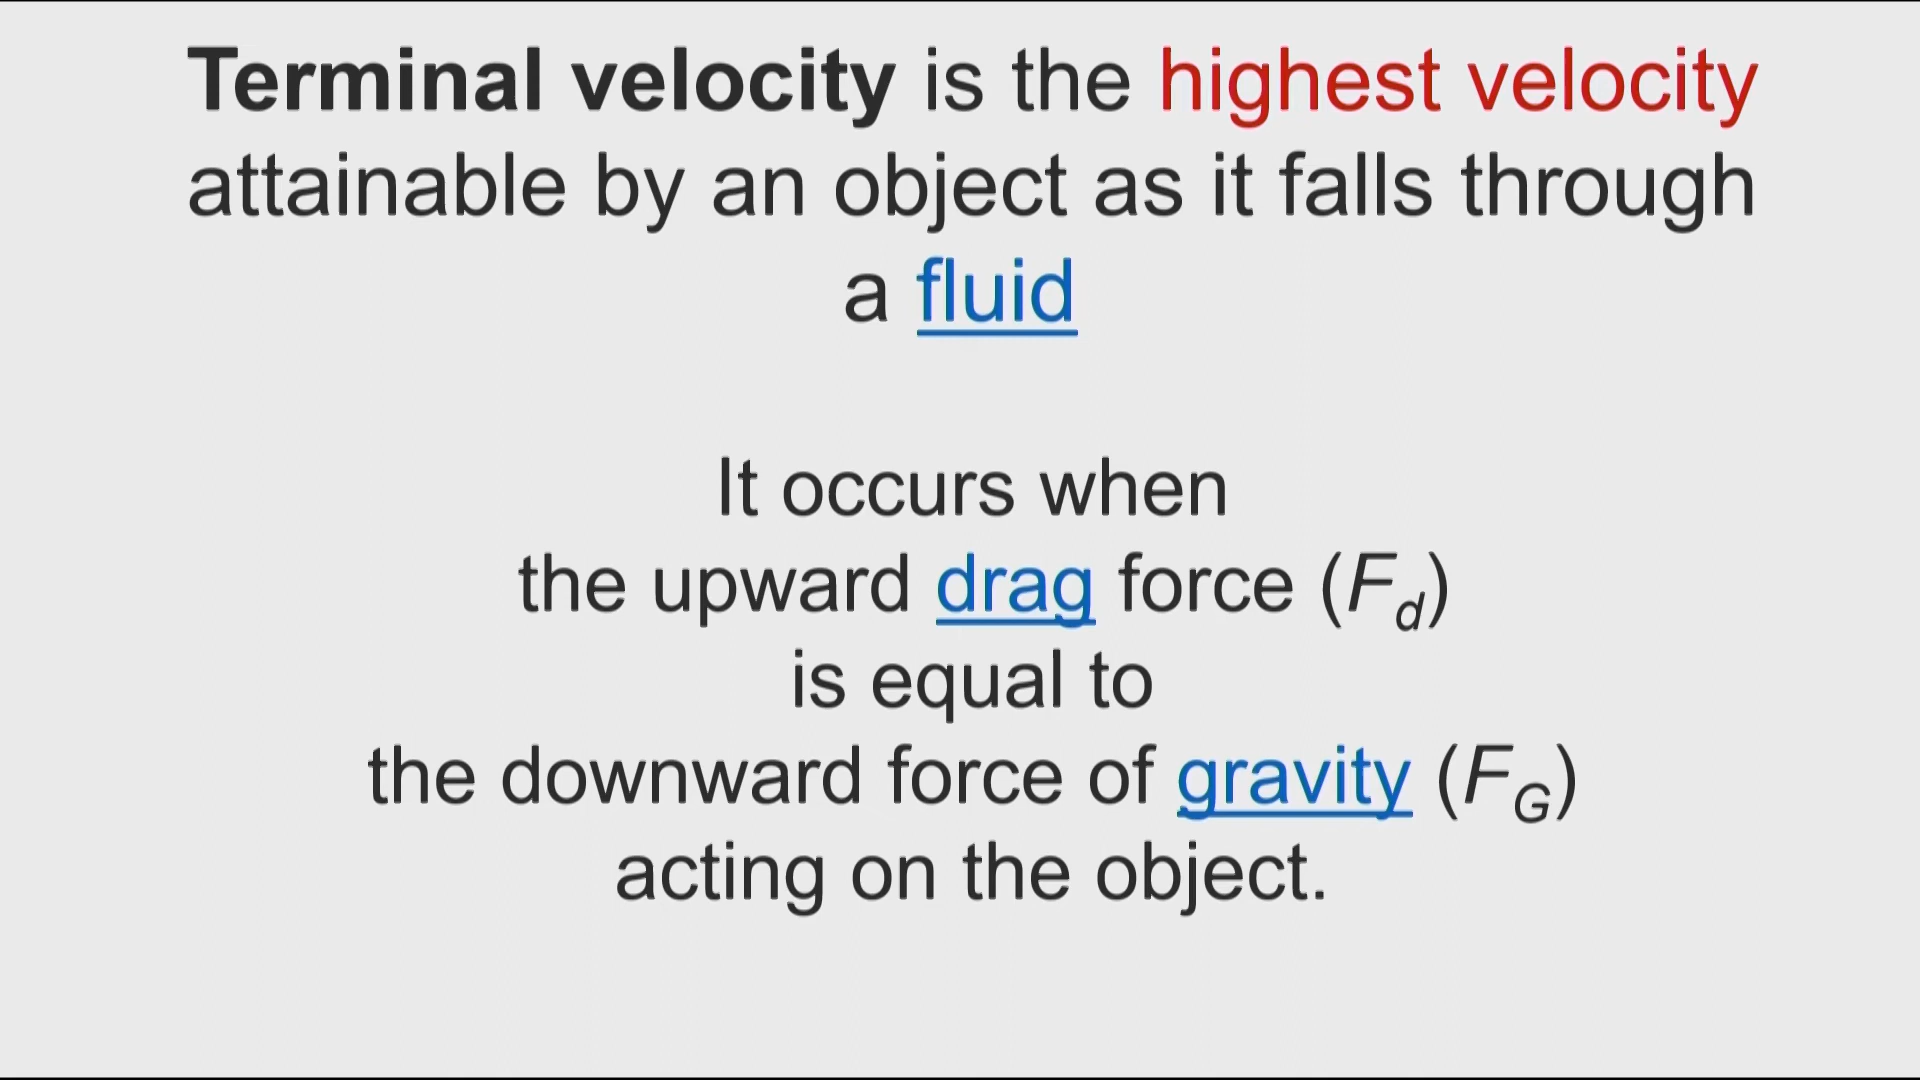 Terminal velocity is the highest velocity
attainable by an object as it falls through
a fluid
It occurs when
the upward drag force (Fd)
is equal to
the downward force of gravity (FG)
acting on the object.